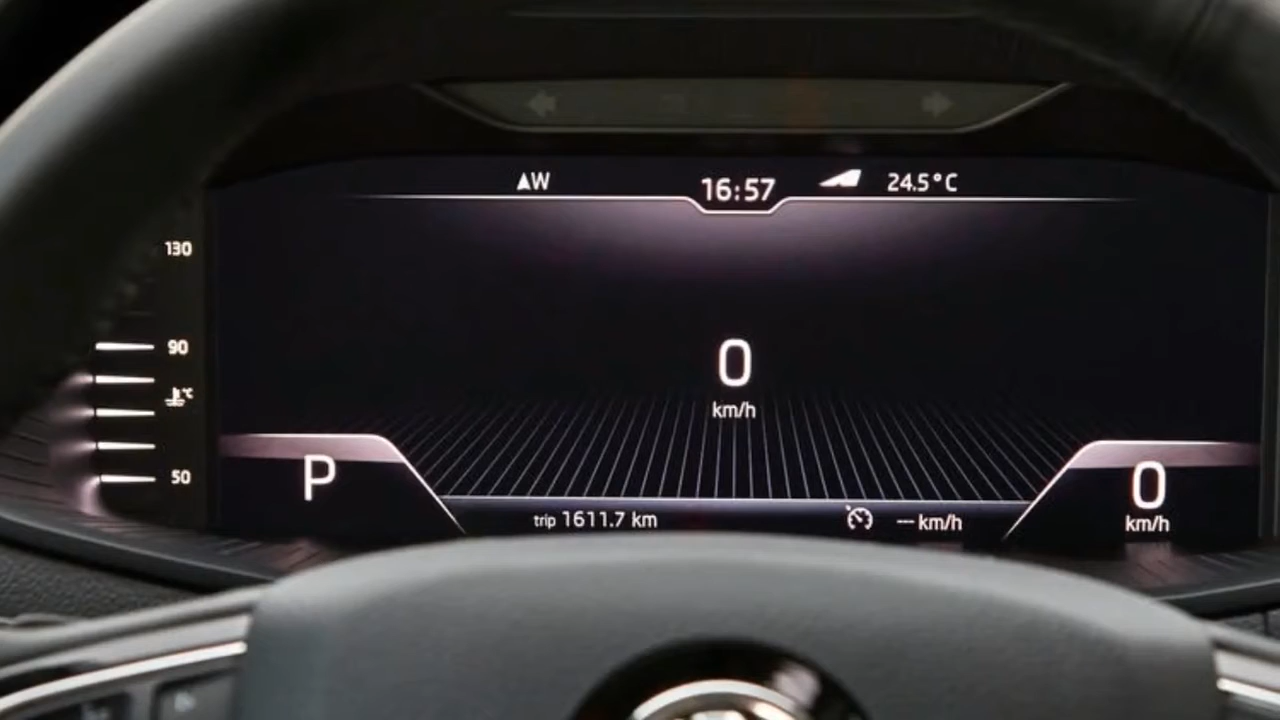 W 16:57 24.5°C
130
90
°C
50
0
km/h
P
0
km/h
trip 1611.7 km
--- km/h